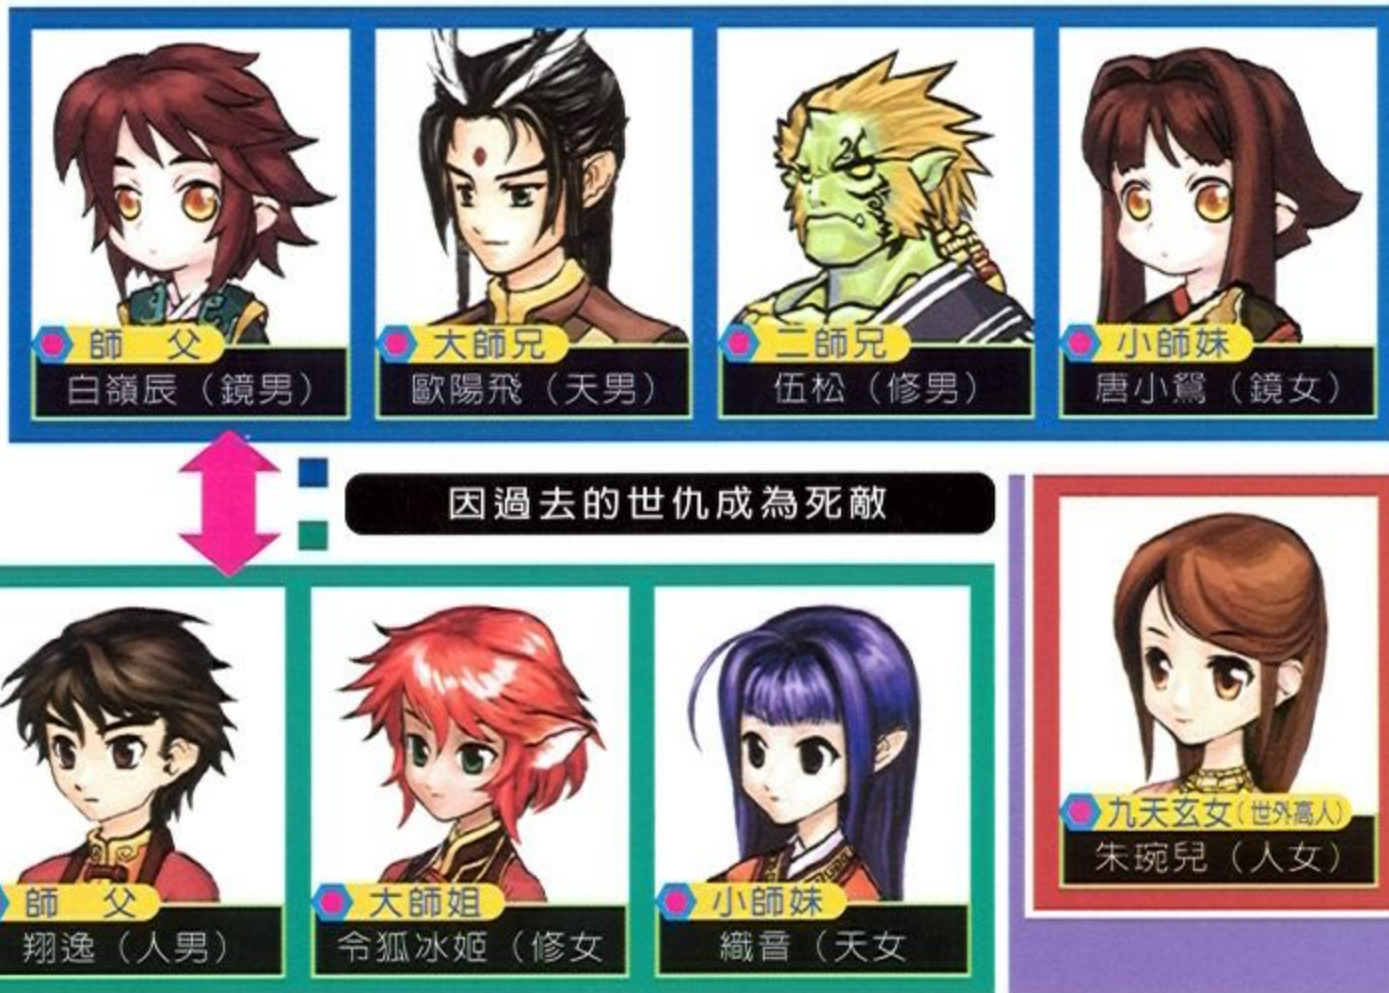 師 父
白嶺辰（鏡男）
大師兄
歐陽飛（天男）
二師兄
伍松（修男）
小師妹
唐小鴛（鏡女）
因過去的世仇成為死敵
師 父
翔逸（人男）
大師姐
令狐冰姬（修女
小師妹
織音（天女
九天玄女(世外高人)
朱琬兒（人女）